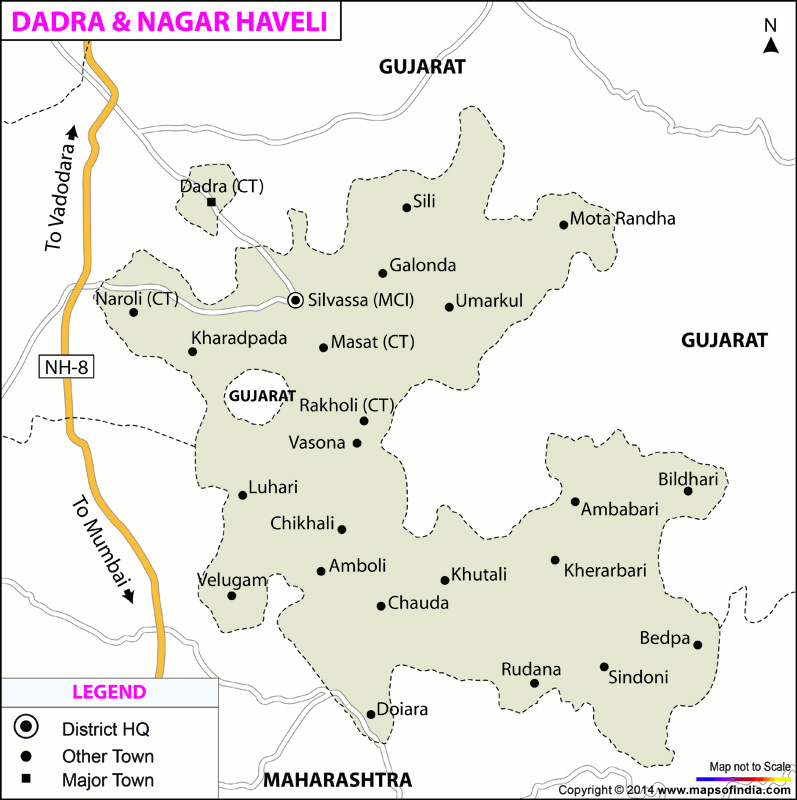 DADRA & NAGAR HAVELI
N
GUJARAT
To Vadodara
Dadra (CT)
Sili
Mota Randha
Galonda
Naroli (CT)
Silvassa (MCI)
Umarkul
Kharadpada
Masat (CT)
GUJARAT
NH-8
GUJARAT
Rakholi (CT)
Vasona
Bildhari
Luhari
Ambabari
Chikhali
To Mumbai
Amboli
Khutali
Kherarbari
Velugam
Chauda
Bedpa
Rudana
Sindoni
Doiara
LEGEND
District HQ
Other Town
Major Town
MAHARASHTRA
Map not to Scale
Copyright © 2014 www.mapsofindia.com